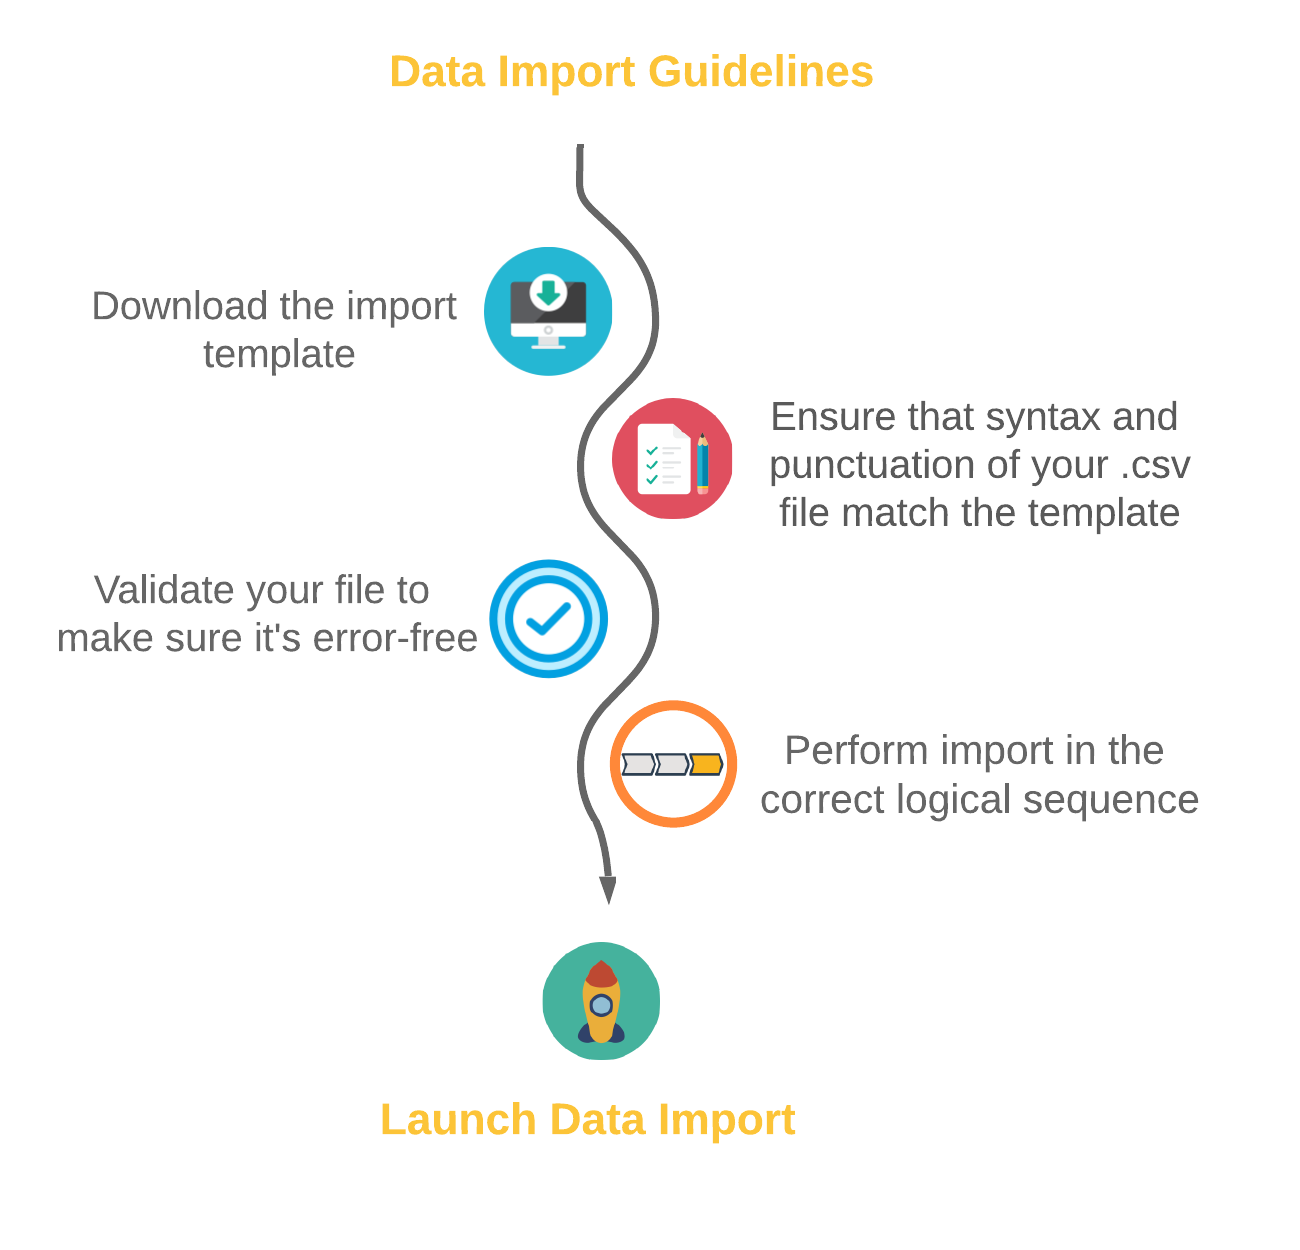 Data Import Guidelines
Download the import
template
Ensure that syntax and
punctuation of your .csv
file match the template
Validate your file to
make sure it's error-free
Perform import in the
correct logical sequence
Launch Data Import